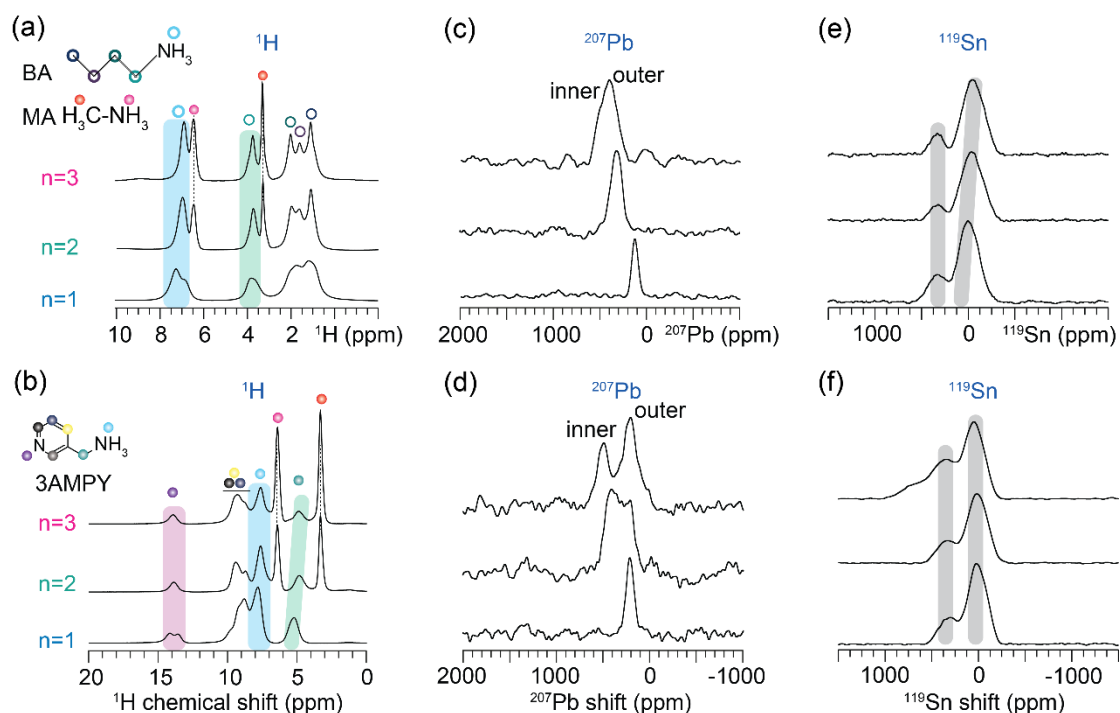 (a)
BA
NH₃
MA H₃C-NH₃
¹H
n=3
n=2
n=1
10 8 6 4 2
¹H (ppm)
(c)
²⁰⁷Pb
inner
outer
2000 1000 0
²⁰⁷Pb (ppm)
(e)
¹¹⁹Sn
1000 0
¹¹⁹Sn (ppm)
(b)
¹H
N
NH₃
3AMPY
n=3
n=2
n=1
20 15 10 5 0
¹H chemical shift (ppm)
(d)
²⁰⁷Pb
inner
outer
2000 1000 0 -1000
²⁰⁷Pb shift (ppm)
(f)
¹¹⁹Sn
1000 0 -1000
¹¹⁹Sn shift (ppm)